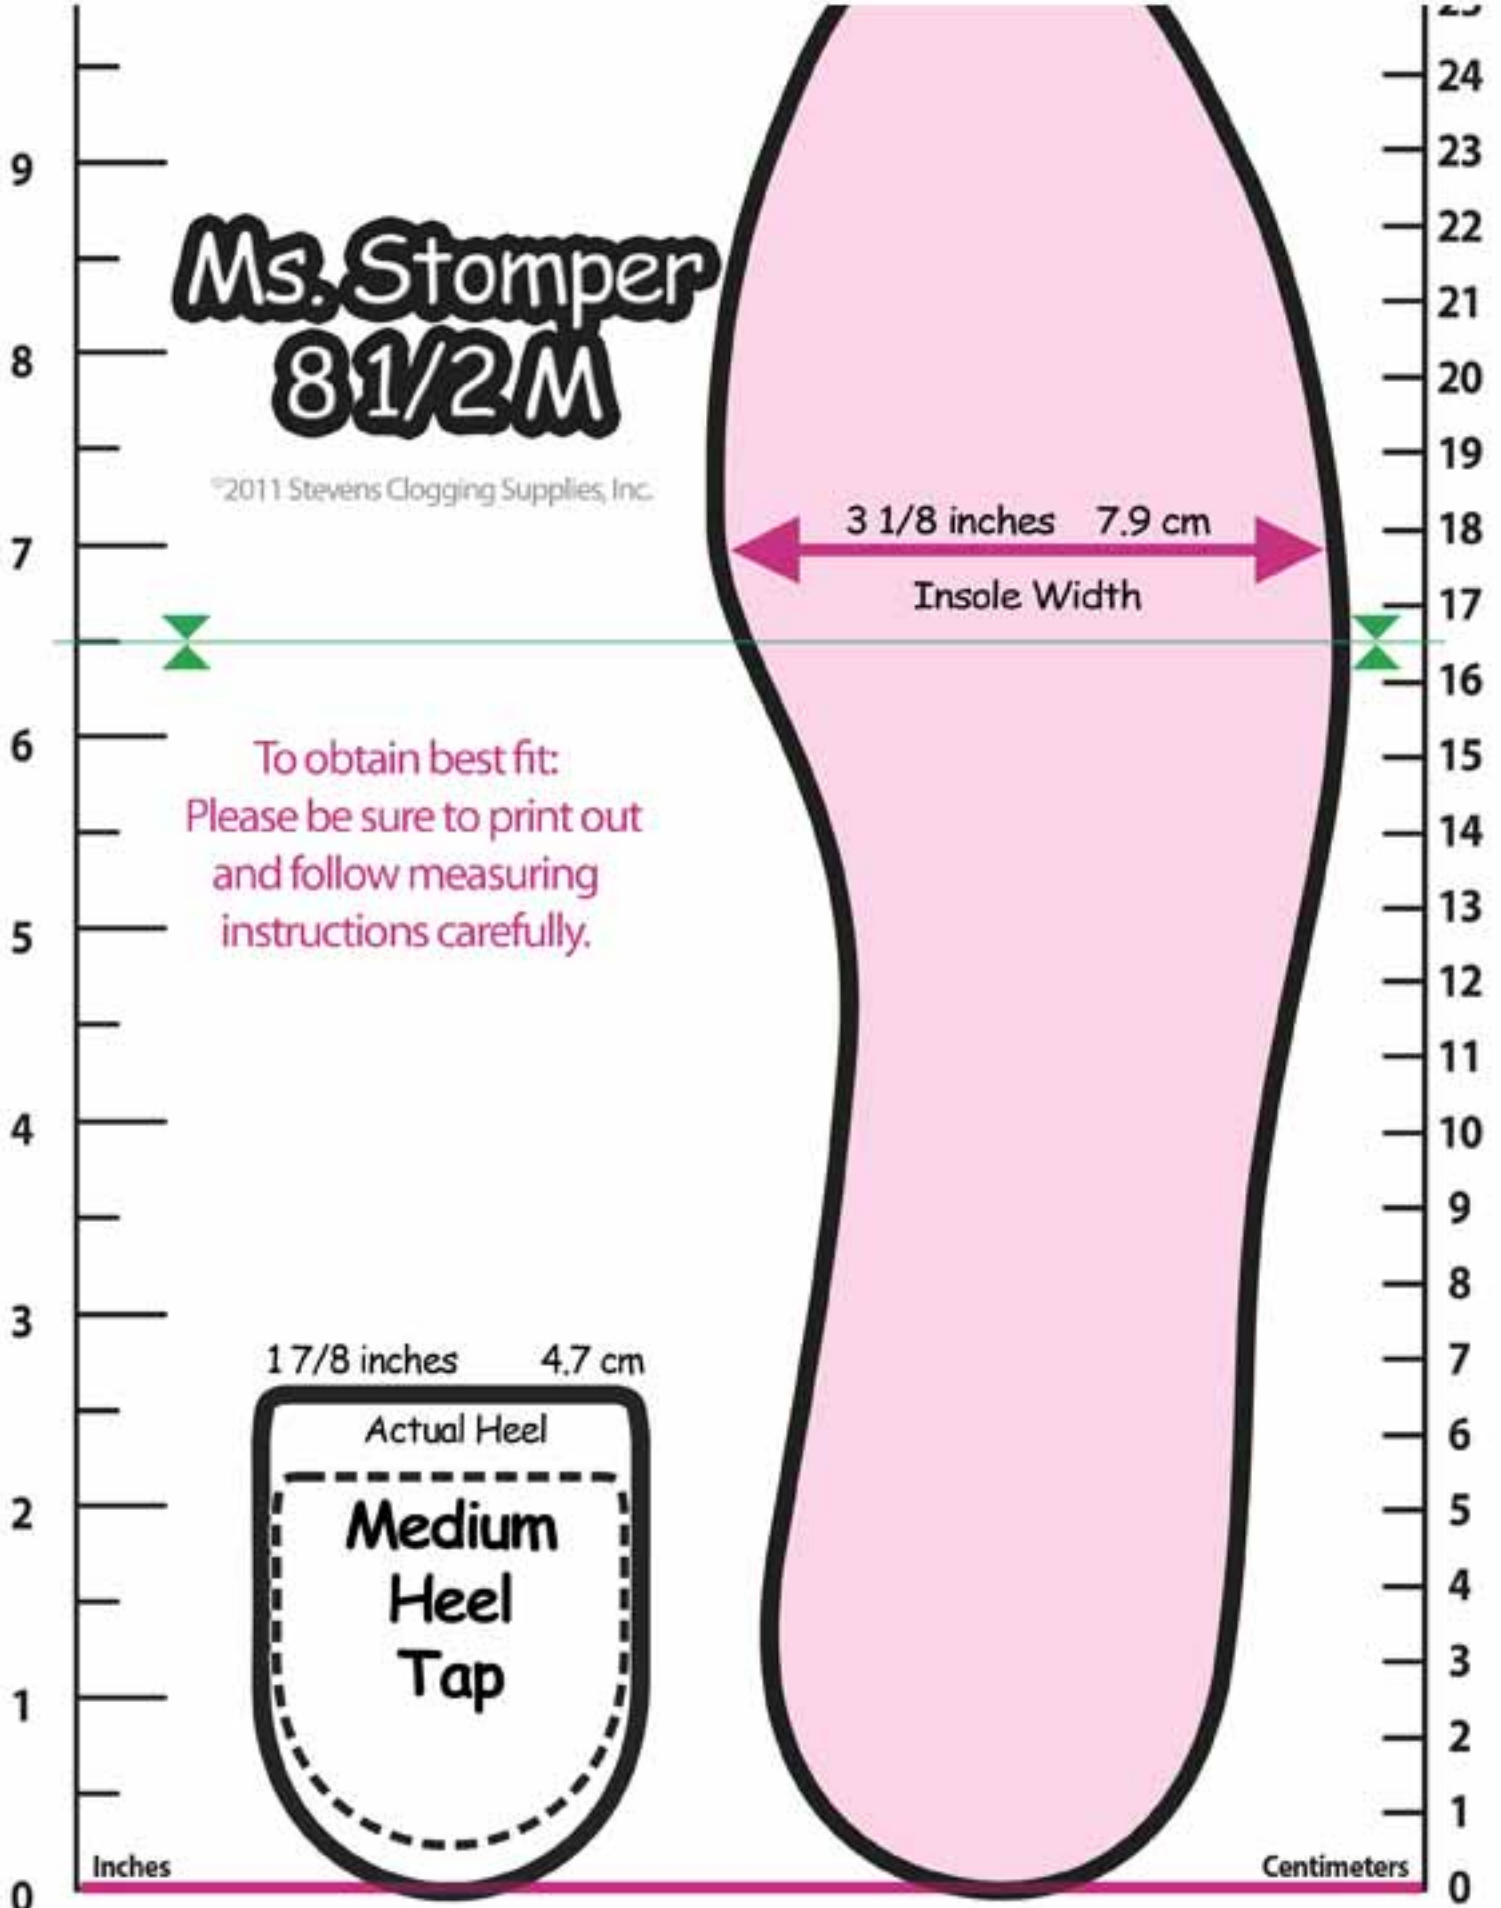 Ms. Stomper
8 1/2 M
©2011 Stevens Clogging Supplies, Inc.
3 1/8 inches 7.9 cm
Insole Width
To obtain best fit:
Please be sure to print out
and follow measuring
instructions carefully.
1 7/8 inches 4.7 cm
Actual Heel
Medium
Heel
Tap
Inches
Centimeters
9
8
7
6
5
4
3
2
1
0
24
23
22
21
20
19
18
17
16
15
14
13
12
11
10
9
8
7
6
5
4
3
2
1
0